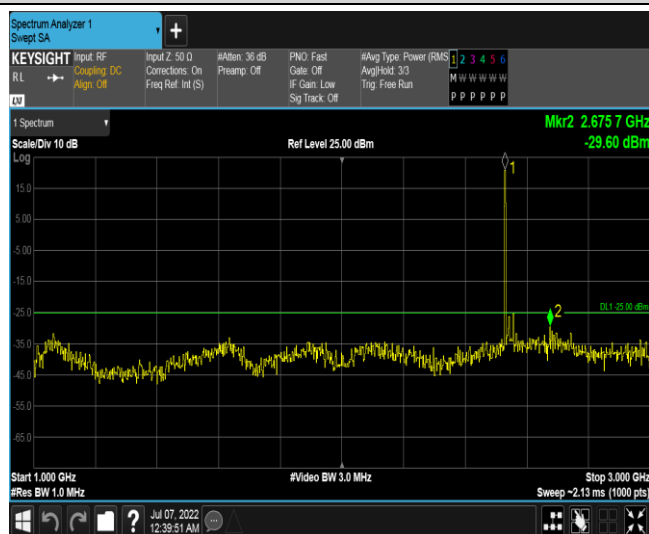 Spectrum Analyzer 1
Swept SA
+
KEYSIGHT
RL
LXI
Input: RF
Coupling: DC
Align: Off
Input Z: 50 Ω
Corrections: On
Freq Ref: Int (S)
#Atten: 36 dB
Preamp: Off
PNO: Fast
Gate: Off
IF Gain: Low
Sig Track: Off
#Avg Type: Power (RMS
Avg|Hold: 3/3
Trig: Free Run
1 2 3 4 5 6
M W W W W W
P P P P P P
1 Spectrum
Scale/Div 10 dB
Ref Level 25.00 dBm
Mkr2 2.675 7 GHz
-29.60 dBm
Log
1
15.0
5.00
-5.00
-15.0
-25.0
2
DL1 -25.00 dBm
-35.0
-45.0
-55.0
-65.0
Start 1.000 GHz
#Res BW 1.0 MHz
#Video BW 3.0 MHz
Stop 3.000 GHz
Sweep ~2.13 ms (1000 pts)
?
Jul 07, 2022
12:39:51 AM